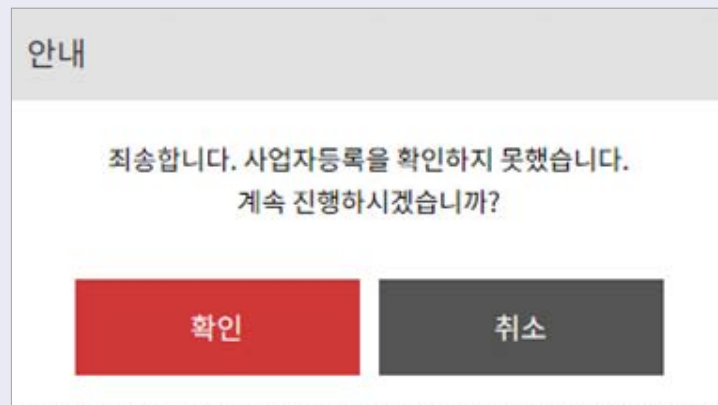 안내
죄송합니다. 사업자등록을 확인하지 못했습니다.
계속 진행하시겠습니까?
확인
취소